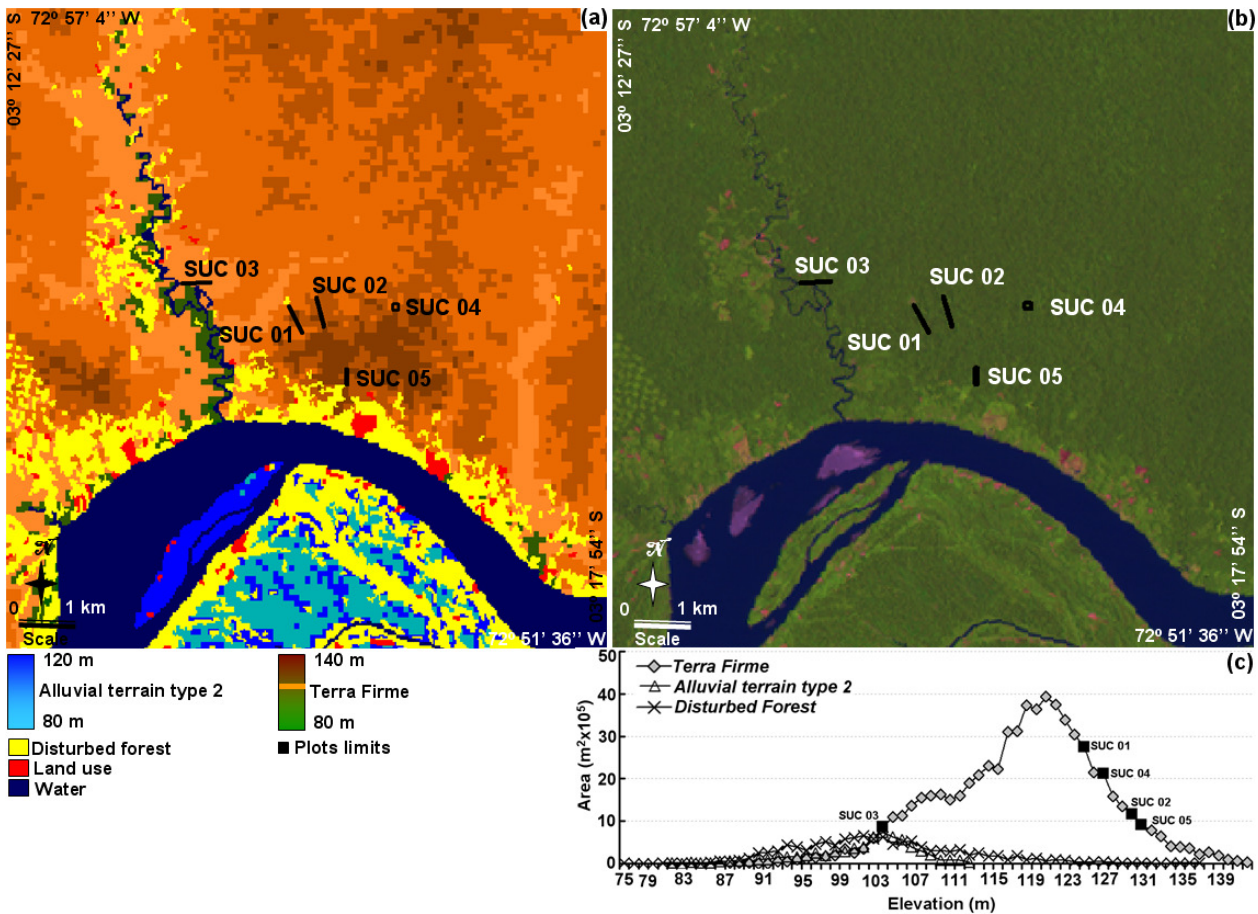 72º 57' 4'' W
(a)
03º 12' 27'' S
SUC 03
SUC 02
SUC 04
SUC 01
SUC 05
03º 17' 54'' S
N
0 1 km
Scale
72º 51' 36'' W
(b)
72º 57' 4'' W
03º 12' 27'' S
SUC 03
SUC 02
SUC 04
SUC 01
SUC 05
03º 17' 54'' S
N
0 1 km
Scale
72º 51' 36'' W
120 m
Alluvial terrain type 2
80 m
140 m
Terra Firme
80 m
Disturbed forest
Land use
Water
Plots limits
(c)
Terra Firme
Alluvial terrain type 2
Disturbed Forest
Area (m²x10⁵)
50
40
30
20
10
0
SUC 01
SUC 04
SUC 02
SUC 05
SUC 03
75 79 83 87 91 95 99 103 107 111 115 119 123 127 131 135 139
Elevation (m)